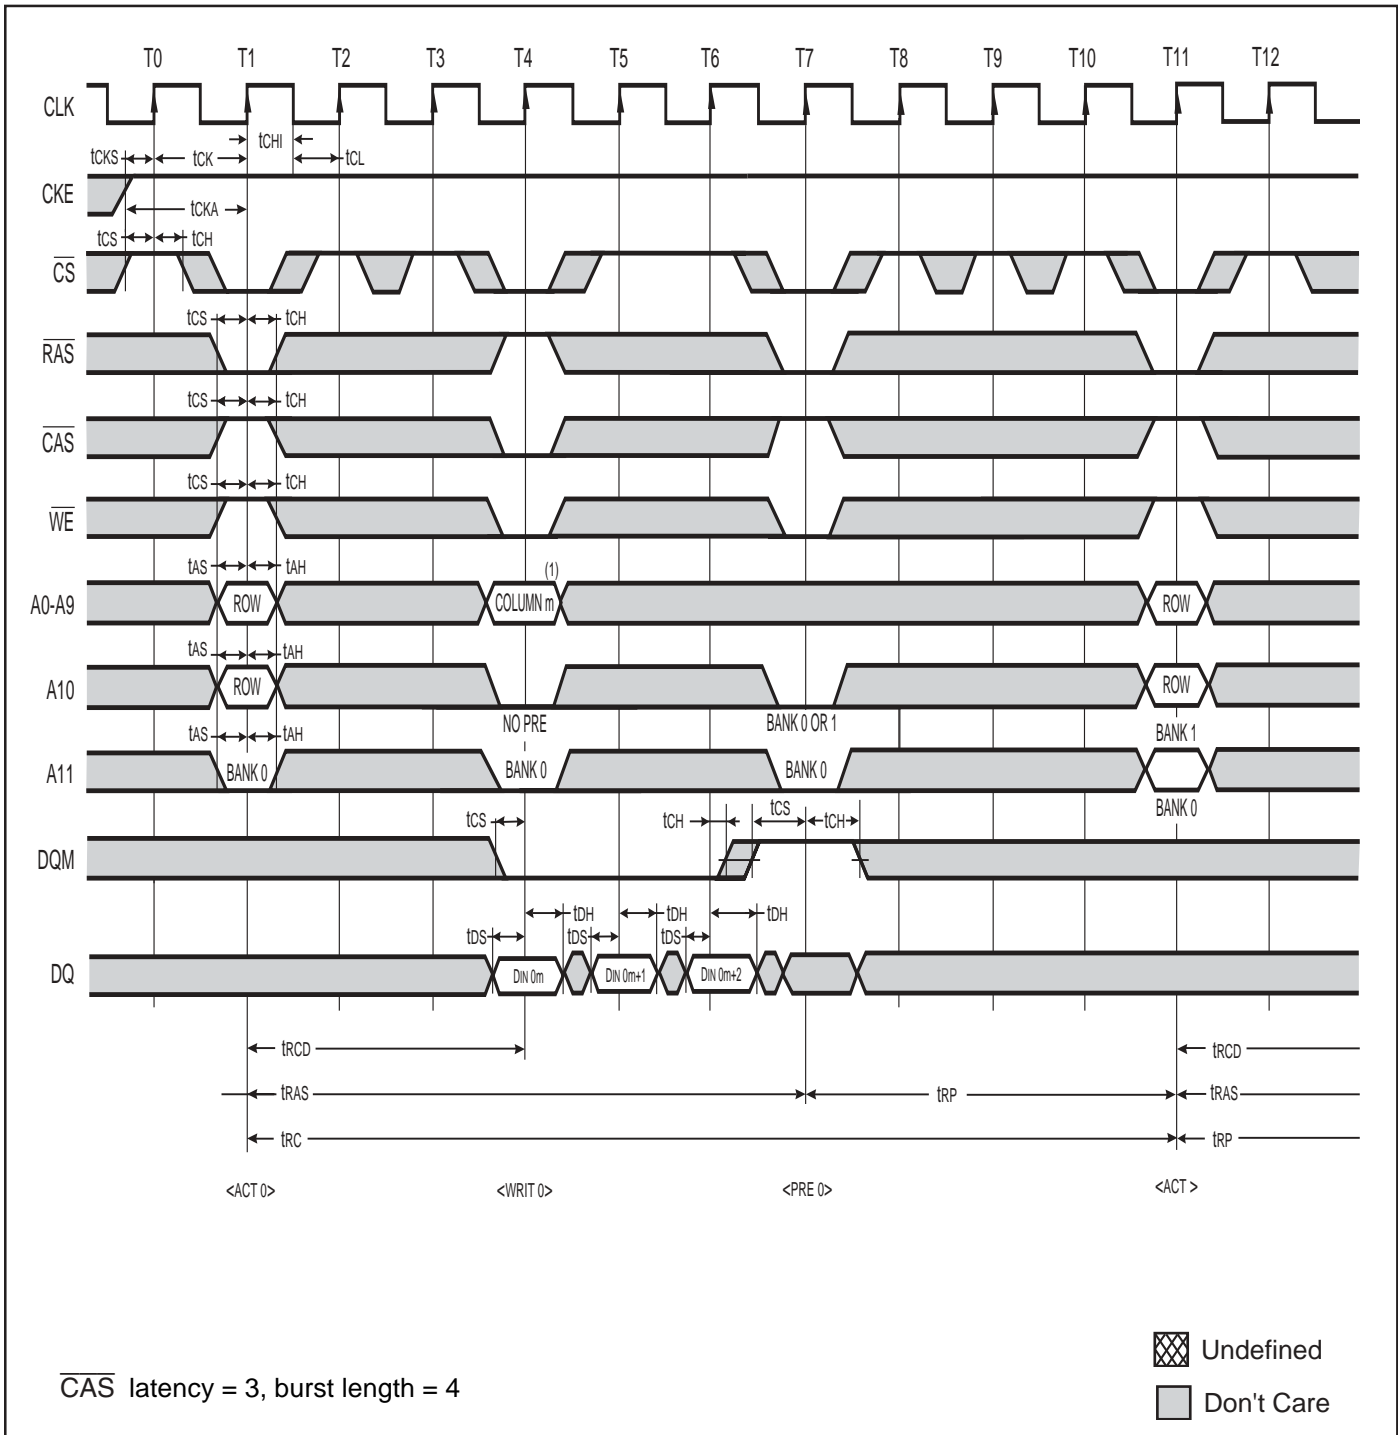 T0 T1 T2 T3 T4 T5 T6 T7 T8 T9 T10 T11 T12
CLK
tCHI
tCKS tCK tCL
CKE
tCKA
tCS tCH
CS
tCS tCH
RAS
tCS tCH
CAS
tCS tCH
WE
tAS tAH (1)
A0-A9 ROW COLUMN m ROW
tAS tAH
A10 ROW ROW
NO PRE BANK 0 OR 1
tAS tAH BANK 1
A11 BANK 0 BANK 0 BANK 0
BANK 0
tCS tCH tCS tCH
DQM
tDH tDH tDH
tDS tDS tDS
DQ DIN 0m DIN 0m+1 DIN 0m+2
tRCD tRCD
tRAS tRP tRAS
tRC tRP
<ACT 0> <WRIT 0> <PRE 0> <ACT >
Undefined
CAS latency = 3, burst length = 4
Don't Care